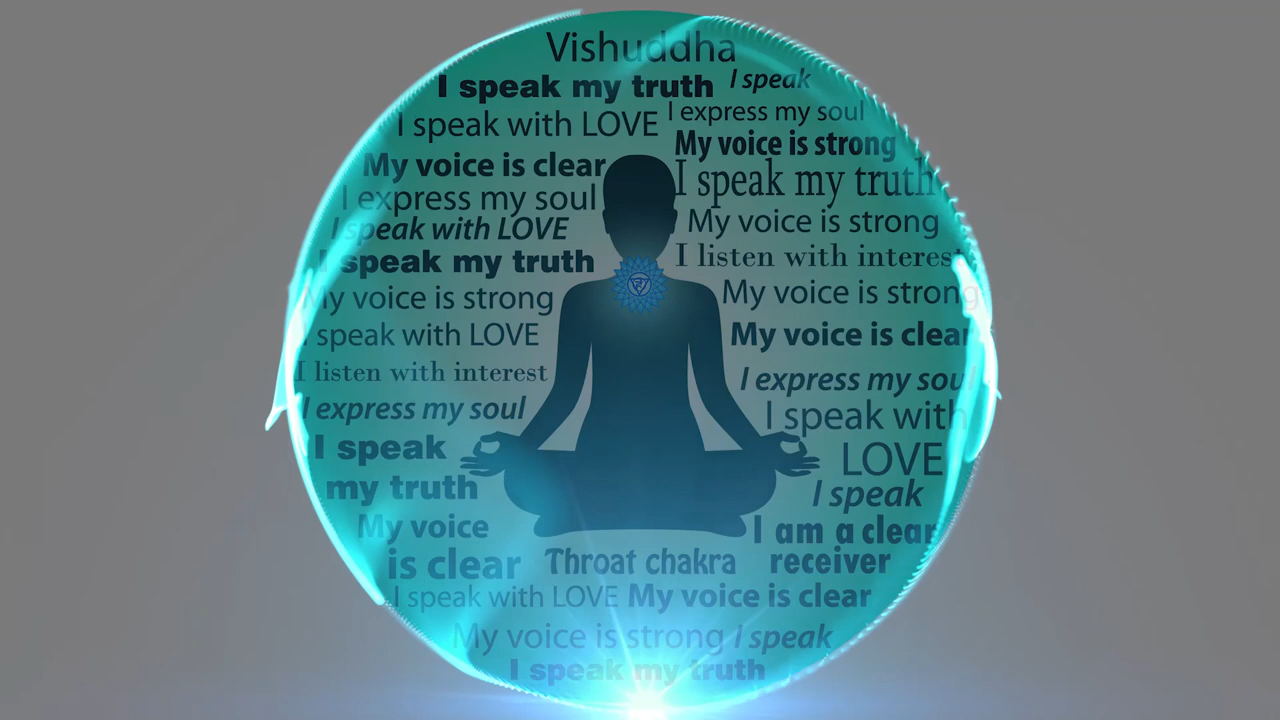 Vishuddha
I speak my truth
I speak
I speak with LOVE
I express my soul
My voice is strong
My voice is clear
I speak my truth
I express my soul
My voice is strong
I speak with LOVE
I listen with interest
I speak my truth
My voice is strong
My voice is strong
I speak with LOVE
My voice is clear
I listen with interest
I express my soul
I express my soul
I speak with
LOVE
I speak
my truth
I speak
My voice
is clear
I am a clear
receiver
Throat chakra
I speak with LOVE
My voice is clear
My voice is strong
I speak
I speak my truth